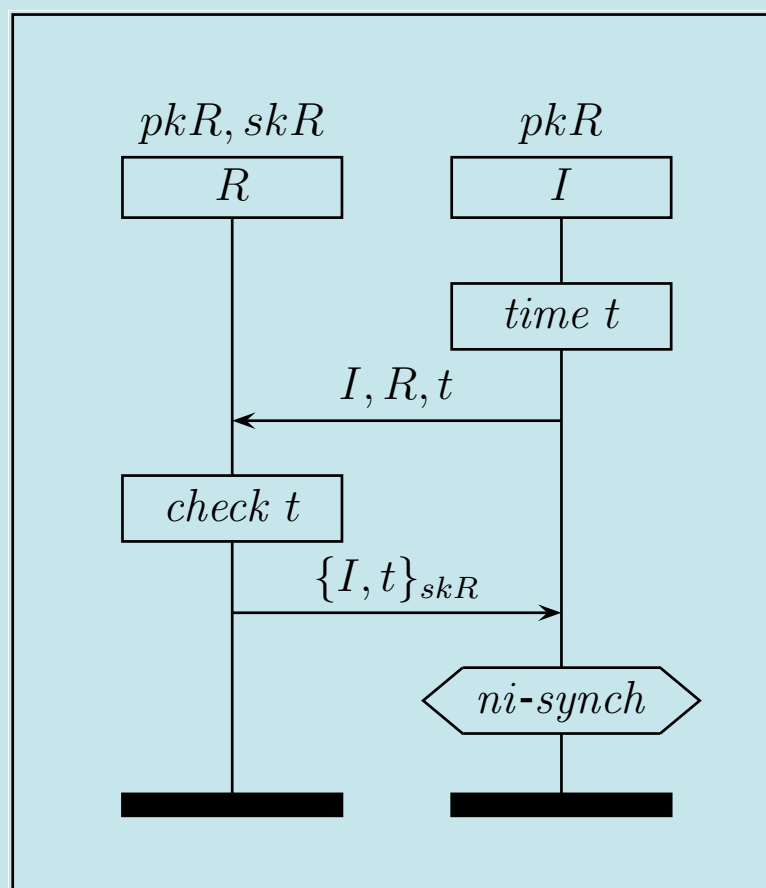 pkR, skR
pkR
R
I
time t
I, R, t
check t
{I, t}skR
ni-synch